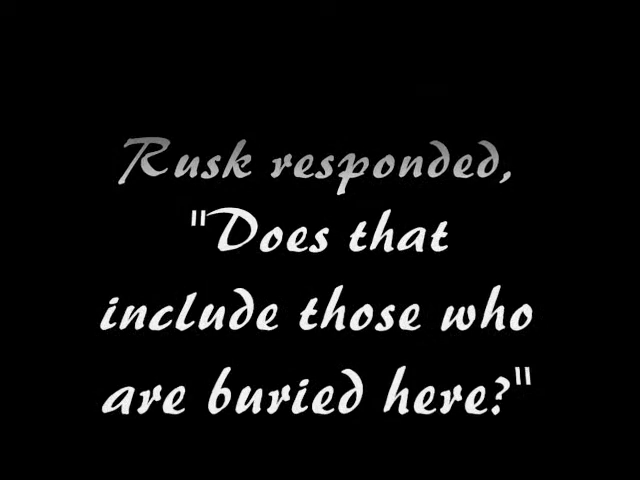 Rusk responded,
"Does that
include those who
are buried here?"